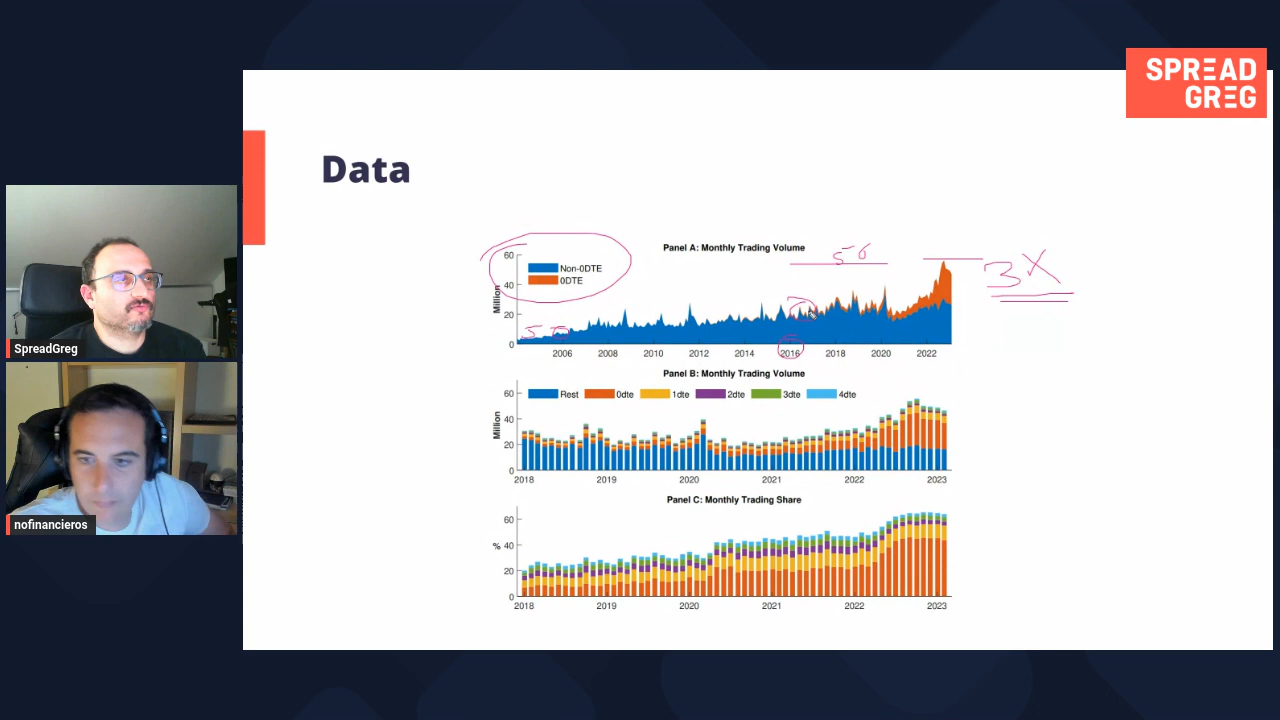 SPREAD
GREG
Data
SpreadGreg
nofinancieros
Panel A: Monthly Trading Volume
Million
60
40
20
0
Non-0DTE
0DTE
2006
2008
2010
2012
2014
2016
2018
2020
2022
3X
Panel B: Monthly Trading Volume
Million
60
40
20
0
Rest
0dte
1dte
2dte
3dte
4dte
2018
2019
2020
2021
2022
2023
Panel C: Monthly Trading Share
%
60
40
20
0
2018
2019
2020
2021
2022
2023